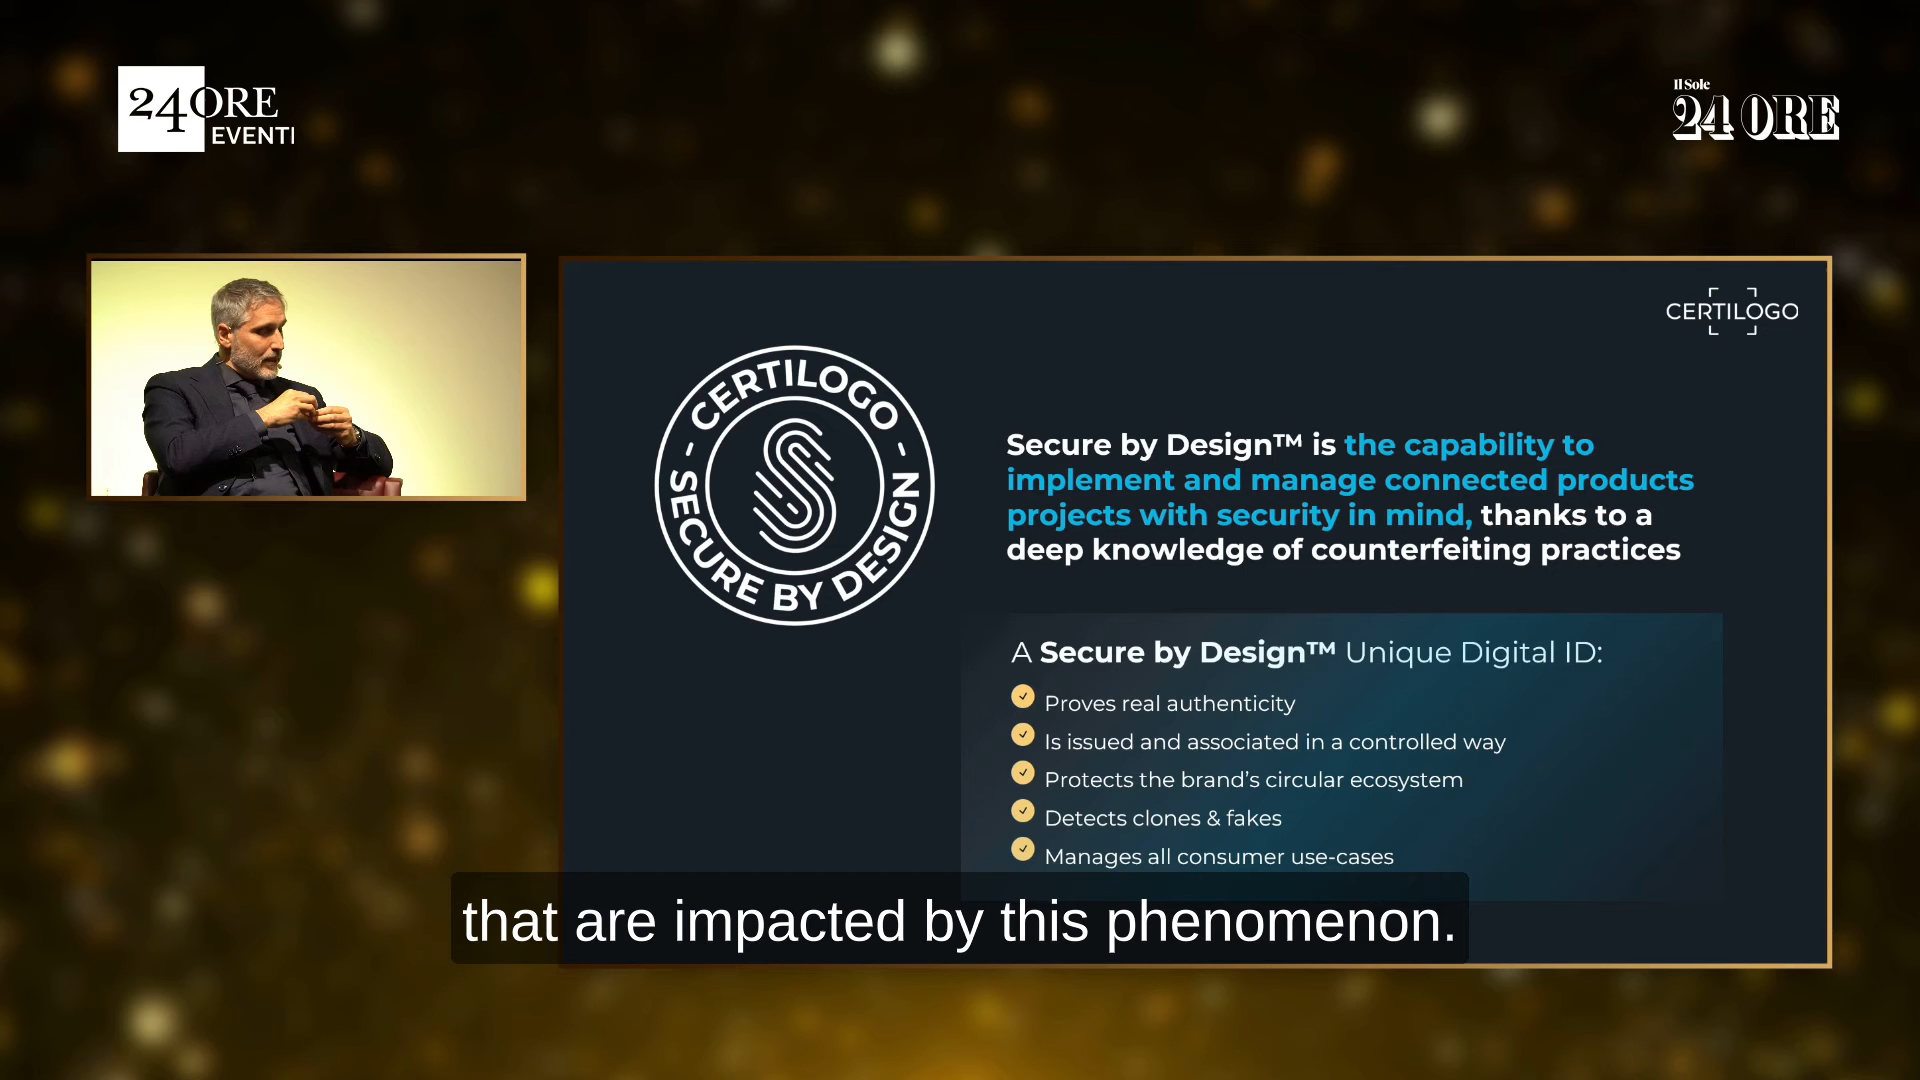 24ORE
EVENTI
Il Sole
24 ORE
CERTILOGO
CERTILOGO
SECURE BY DESIGN
Secure by Design™ is the capability to
implement and manage connected products
projects with security in mind, thanks to a
deep knowledge of counterfeiting practices
A Secure by Design™ Unique Digital ID:
Proves real authenticity
Is issued and associated in a controlled way
Protects the brand’s circular ecosystem
Detects clones & fakes
Manages all consumer use-cases
that are impacted by this phenomenon.